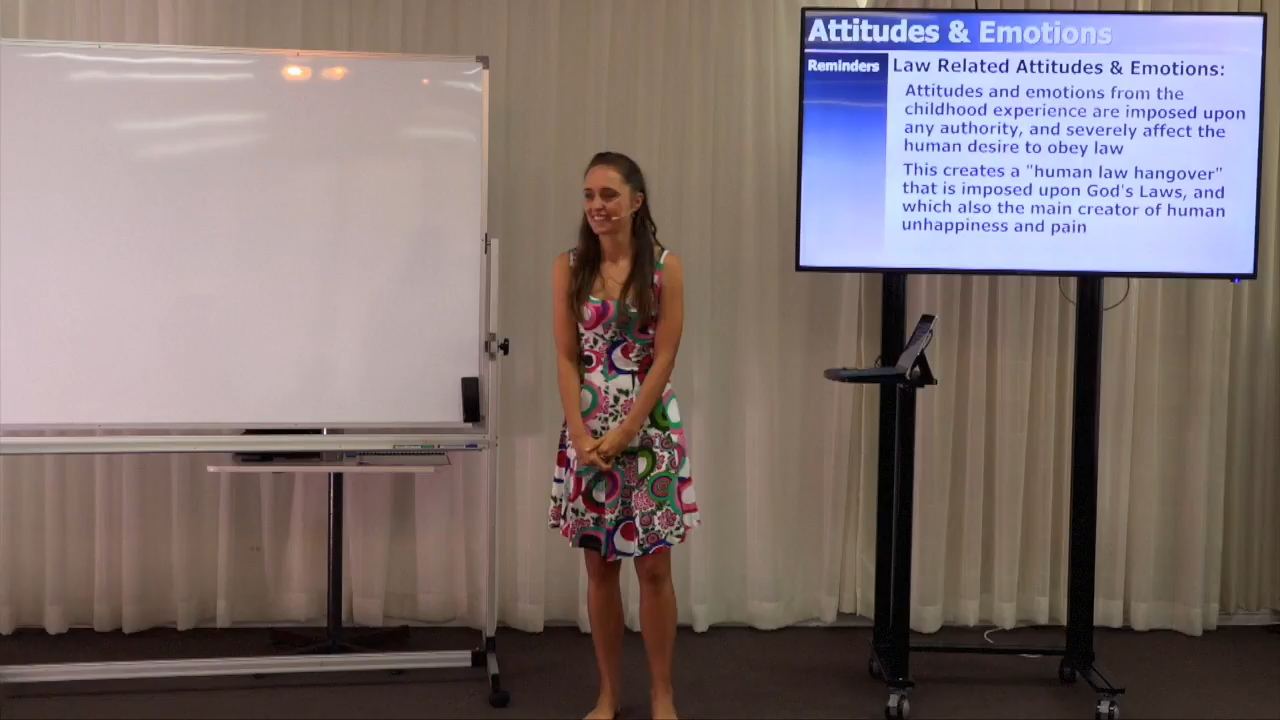 Attitudes & Emotions
Reminders
Law Related Attitudes & Emotions:
Attitudes and emotions from the
childhood experience are imposed upon
any authority, and severely affect the
human desire to obey law
This creates a "human law hangover"
that is imposed upon God's Laws, and
which also the main creator of human
unhappiness and pain